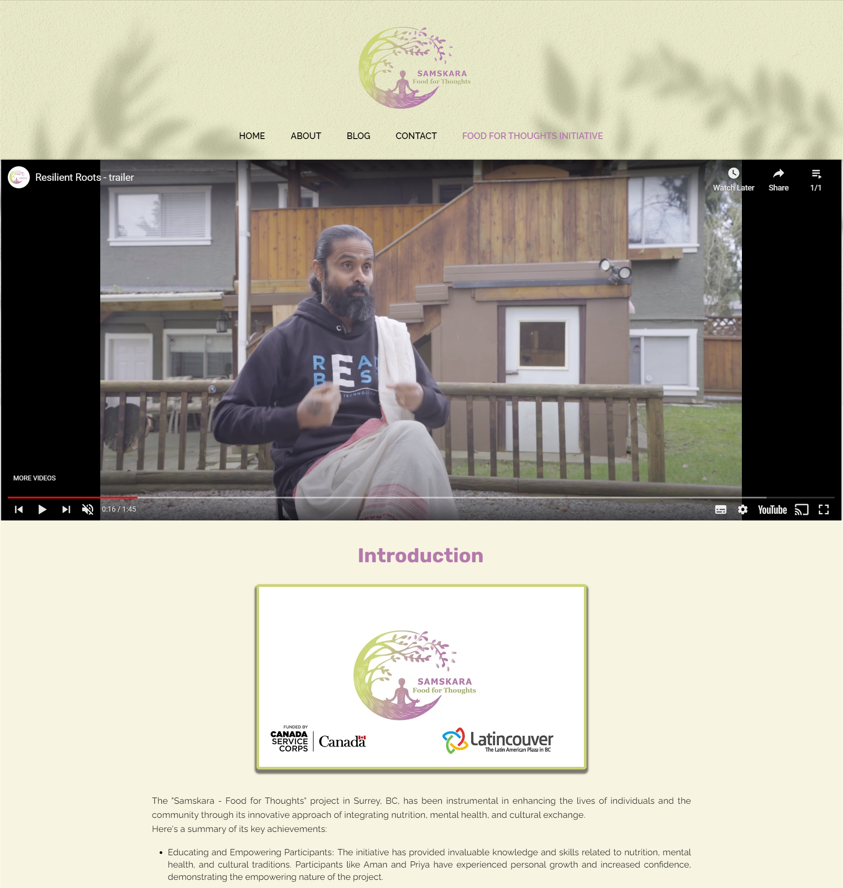 SAMSKARA
Food for Thoughts
HOME ABOUT BLOG CONTACT FOOD FOR THOUGHTS INITIATIVE
Resilient Roots - trailer
Watch Later Share 1/1
MORE VIDEOS
0:16 / 1:45
YouTube
Introduction
SAMSKARA
Food for Thoughts
FUNDED BY
CANADA
SERVICE
CORPS
Canada
Latincouver
The Latin American Plaza in BC
The "Samskara - Food for Thoughts" project in Surrey, BC, has been instrumental in enhancing the lives of individuals and the
community through its innovative approach of integrating nutrition, mental health, and cultural exchange.
Here's a summary of its key achievements:
• Educating and Empowering Participants: The initiative has provided invaluable knowledge and skills related to nutrition, mental
health, and cultural traditions. Participants like Aman and Priya have experienced personal growth and increased confidence,
demonstrating the empowering nature of the project.